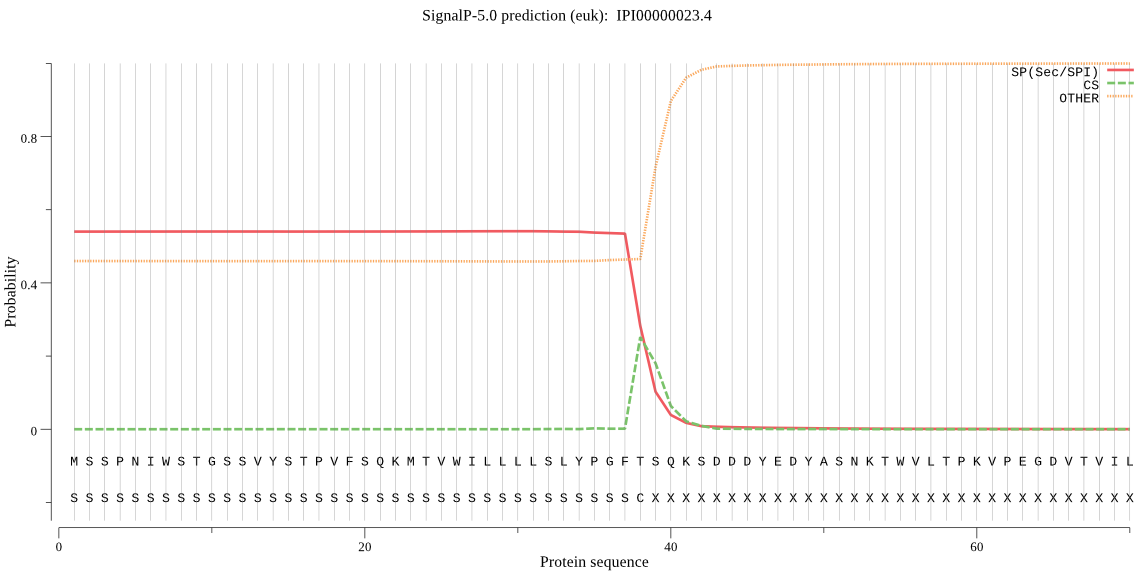 SignalP-5.0 prediction (euk): IPI00000023.4
SP(Sec/SPI)
CS
OTHER
0.8
0.4
0
Probability
M S S P N I W S T G S S V Y S T P V F S Q K M T V W I L L L L S L Y P G F T S Q K S D D D Y E D Y A S N K T W V L T P K V P E G D V T V I L
S S S S S S S S S S S S S S S S S S S S S S S S S S S S S S S S S S S S S C X X X X X X X X X X X X X X X X X X X X X X X X X X X X X X X X
0 20 40 60
Protein sequence